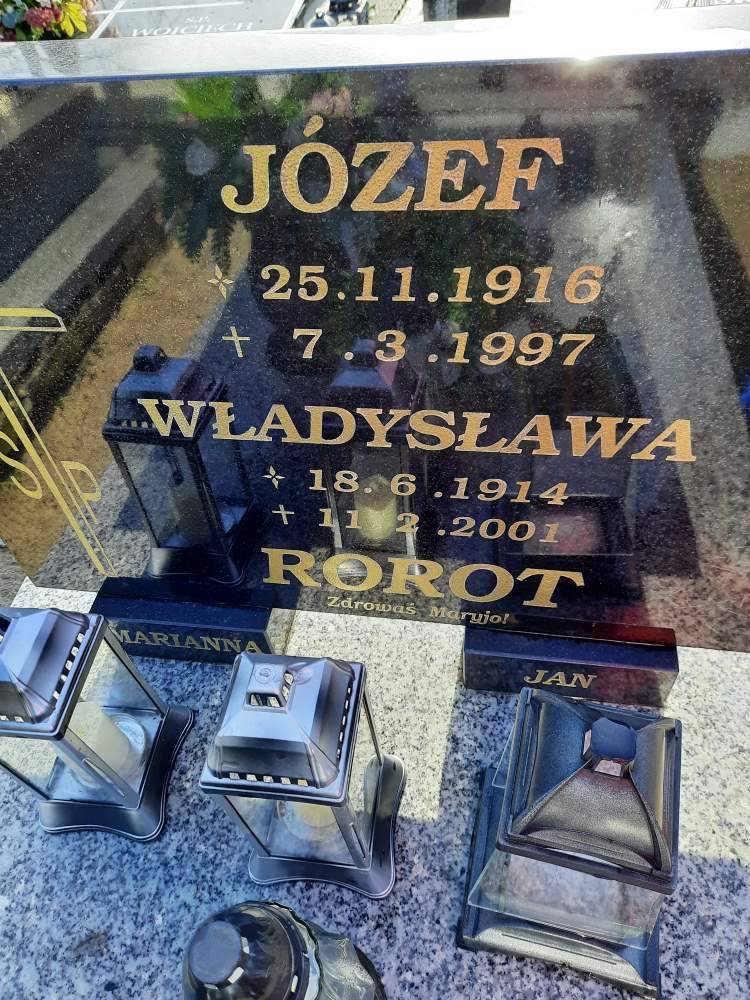 S.P.
WOJCIECH
JÓZEF
25.11.1916
7.3.1997
WŁADYSŁAWA
18.6.1914
11 2.2001
ROROT
Zdrowaś Maryjo!
S P
MARIANNA
JAN